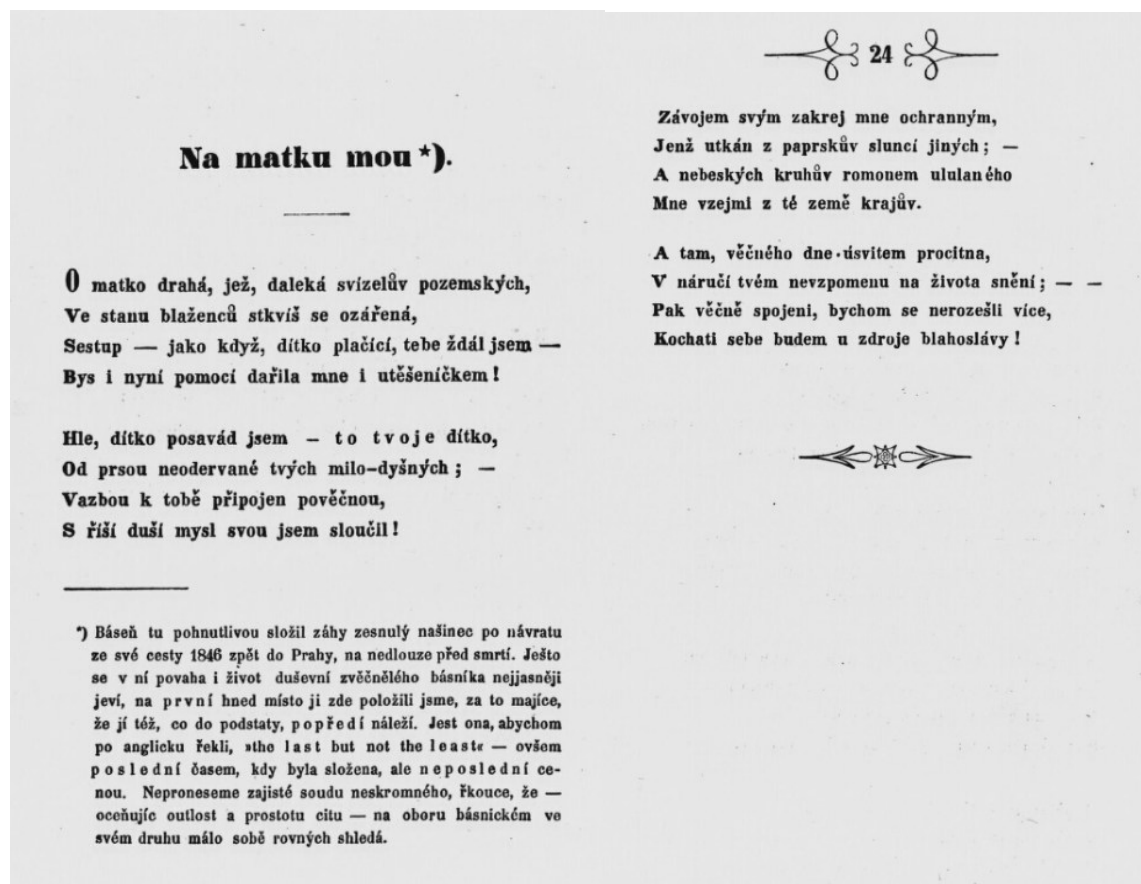 Na matku mou *).
O matko drahá, jež, daleká svízelův pozemských,
Ve stanu blaženců stkvíš se ozářená,
Sestup — jako když, dítko plačící, tebe ždál jsem —
Bys i nyní pomocí dařila mne i utěšeníčkem!
Hle, dítko posavád jsem – to tvoje dítko,
Od prsou neodervané tvých milo-dyšných; —
Vazbou k tobě připojen pověčnou,
S říší duší mysl svou jsem sloučil!
*) Báseň tu pohnutlivou složil záhy zesnulý našinec po návratu
ze své cesty 1846 zpět do Prahy, na nedlouze před smrtí. Ješto
se v ní povaha i život duševní zvěčnělého básníka nejjasněji
jeví, na první hned místo ji zde položili jsme, za to majíce,
že jí též, co do podstaty, popředí náleží. Jest ona, abychom
po anglicku řekli, »the last but not the least« — ovšem
poslední časem, kdy byla složena, ale neposlední ce-
nou. Neproneseme zajisté soudu neskromného, řkouce, že —
oceňujíc outlost a prostotu citu — na oboru básnickém ve
svém druhu málo sobě rovných shledá.
24
Závojem svým zakrej mne ochranným,
Jenž utkán z paprskův sluncí jiných; —
A nebeských kruhův romonem ululaného
Mne vzejmi z té země krajův.
A tam, věčného dne úsvitem procitna,
V náručí tvém nevzpomenu na života snění; — —
Pak věčně spojeni, bychom se nerozešli více,
Kochati sebe budem u zdroje blahoslávy!